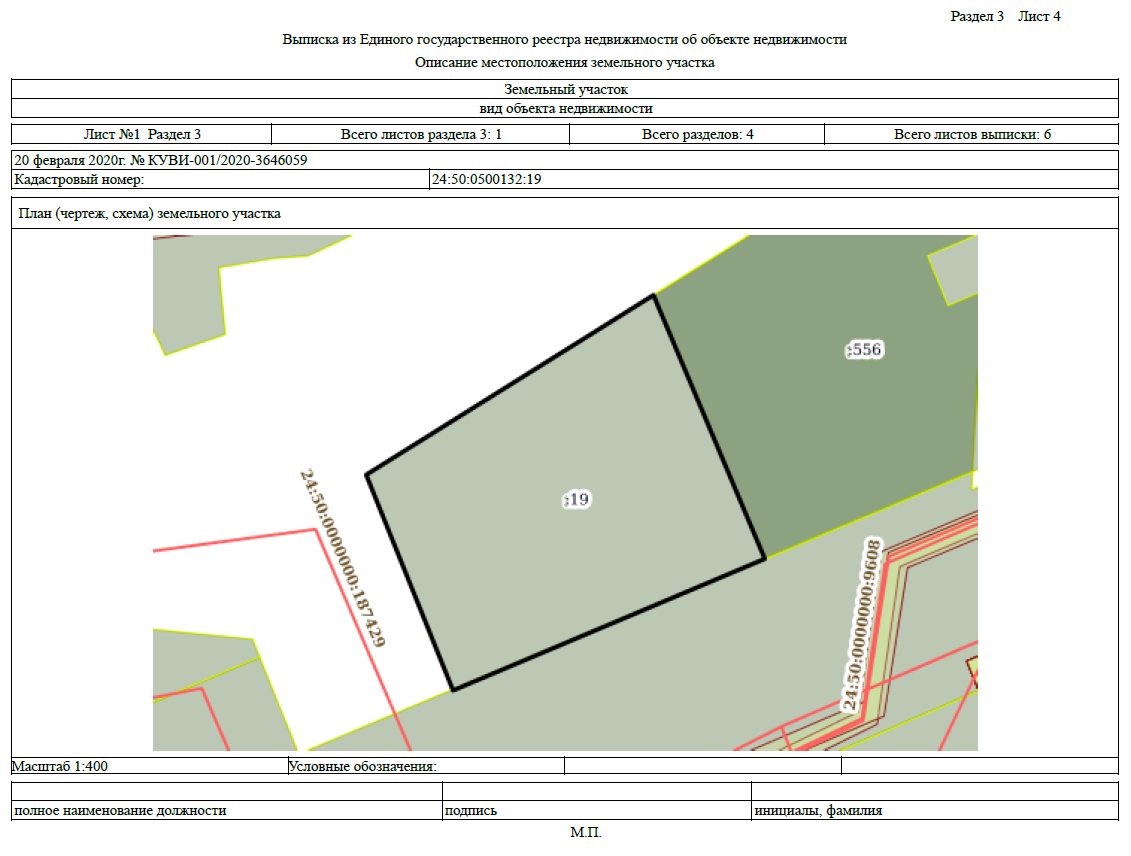 Раздел 3 Лист 4
Выписка из Единого государственного реестра недвижимости об объекте недвижимости
Описание местоположения земельного участка
Земельный участок
вид объекта недвижимости
Лист №1 Раздел 3 Всего листов раздела 3: 1 Всего разделов: 4 Всего листов выписки: 6
20 февраля 2020г. № КУВИ-001/2020-3646059
Кадастровый номер: 24:50:0500132:19
План (чертеж, схема) земельного участка
:556
:19
24:50:0000000:187429
24:50:0000000:9608
Масштаб 1:400 Условные обозначения:
полное наименование должности подпись инициалы, фамилия
М.П.